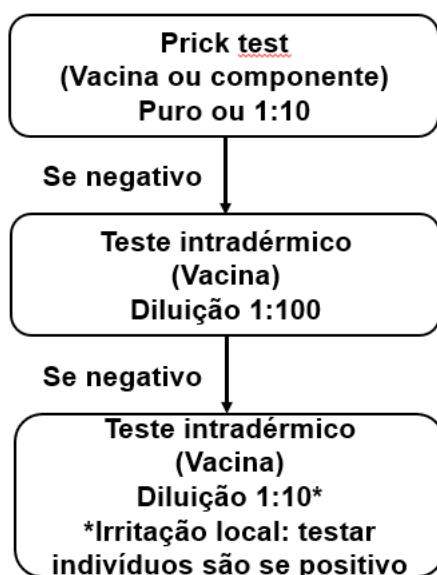 Prick test
(Vacina ou componente)
Puro ou 1:10
Se negativo
Teste intradérmico
(Vacina)
Diluição 1:100
Se negativo
Teste intradérmico
(Vacina)
Diluição 1:10*
*Irritação local: testar
indivíduos são se positivo